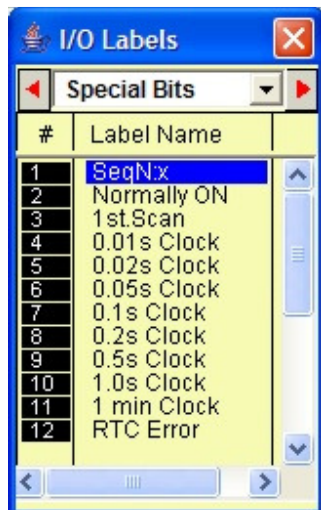 I/O Labels
Special Bits
# Label Name
1 SeqN:x
2 Normally ON
3 1st.Scan
4 0.01s Clock
5 0.02s Clock
6 0.05s Clock
7 0.1s Clock
8 0.2s Clock
9 0.5s Clock
10 1.0s Clock
11 1 min Clock
12 RTC Error